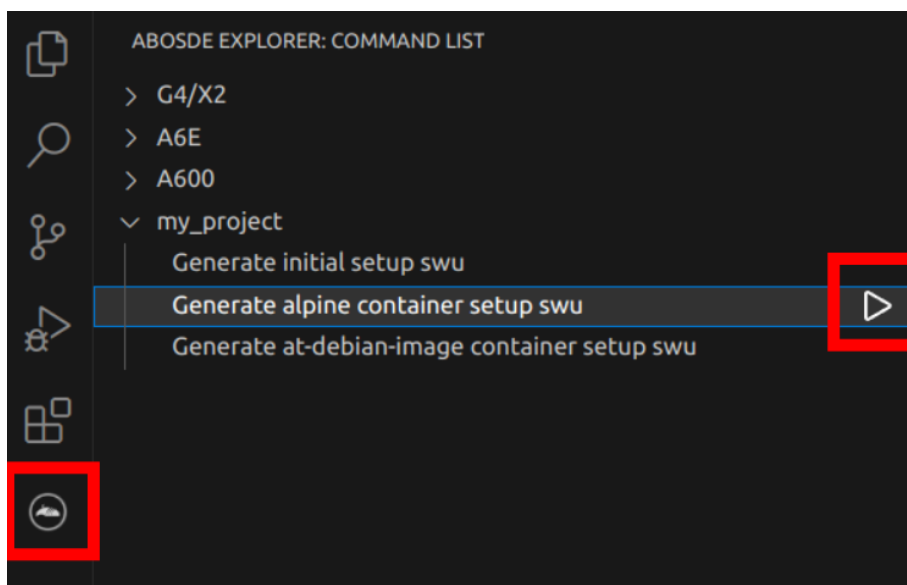 ABOSDE EXPLORER: COMMAND LIST
G4/X2
A6E
A600
my_project
Generate initial setup swu
Generate alpine container setup swu
Generate at-debian-image container setup swu